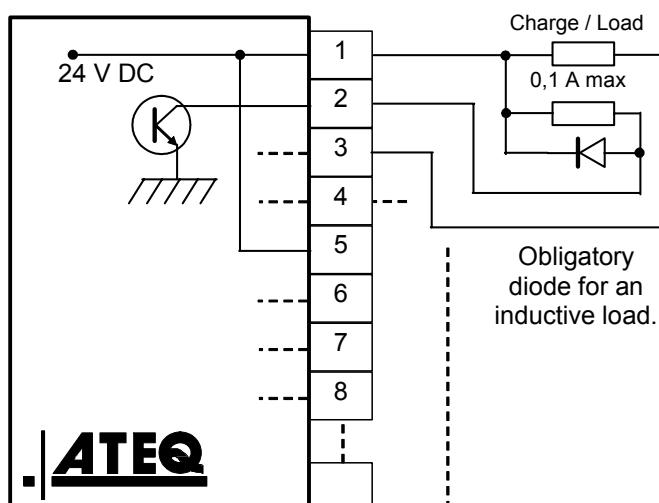 Charge / Load
0,1 A max
24 V DC
1
2
3
4
5
6
7
8
Obligatory
diode for an
inductive load.
ATEQ